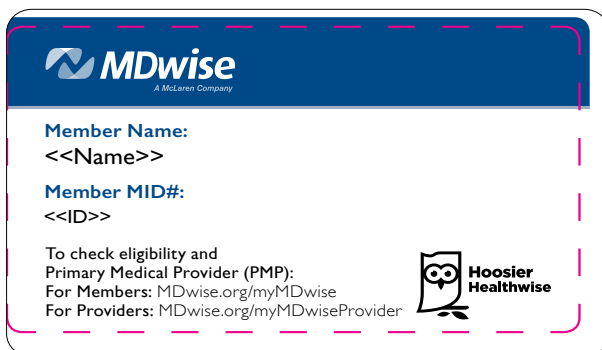 MDwise
A McLaren Company
Member Name:
<<Name>>
Member MID#:
<<ID>>
To check eligibility and
Primary Medical Provider (PMP):
For Members: MDwise.org/myMDwise
For Providers: MDwise.org/myMDwiseProvider
Hoosier
Healthwise